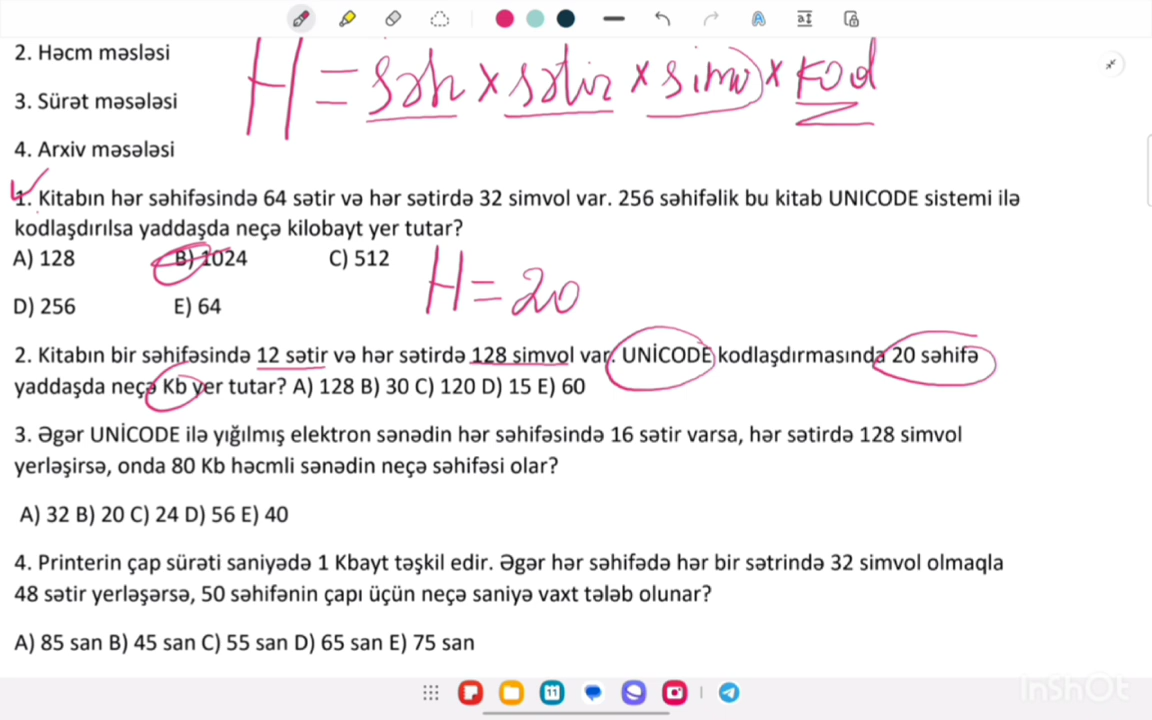 2. Həcm məsləsi
H = səh × sətir × simv × kod
3. Sürət məsələsi
4. Arxiv məsələsi
1. Kitabın hər səhifəsində 64 sətir və hər sətirdə 32 simvol var. 256 səhifəlik bu kitab UNICODE sistemi ilə
kodlaşdırılsa yaddaşda neçə kilobayt yer tutar?
A) 128 B) 1024 C) 512
H = 20
D) 256 E) 64
2. Kitabın bir səhifəsində 12 sətir və hər sətirdə 128 simvol var. UNİCODE kodlaşdırmasında 20 səhifə
yaddaşda neçə Kb yer tutar? A) 128 B) 30 C) 120 D) 15 E) 60
3. Əgər UNİCODE ilə yığılmış elektron sənədin hər səhifəsində 16 sətir varsa, hər sətirdə 128 simvol
yerləşirsə, onda 80 Kb həcmli sənədin neçə səhifəsi olar?
A) 32 B) 20 C) 24 D) 56 E) 40
4. Printerin çap sürəti saniyədə 1 Kbayt təşkil edir. Əgər hər səhifədə hər bir sətrində 32 simvol olmaqla
48 sətir yerləşərsə, 50 səhifənin çapı üçün neçə saniyə vaxt tələb olunar?
A) 85 san B) 45 san C) 55 san D) 65 san E) 75 san
11
InShOt